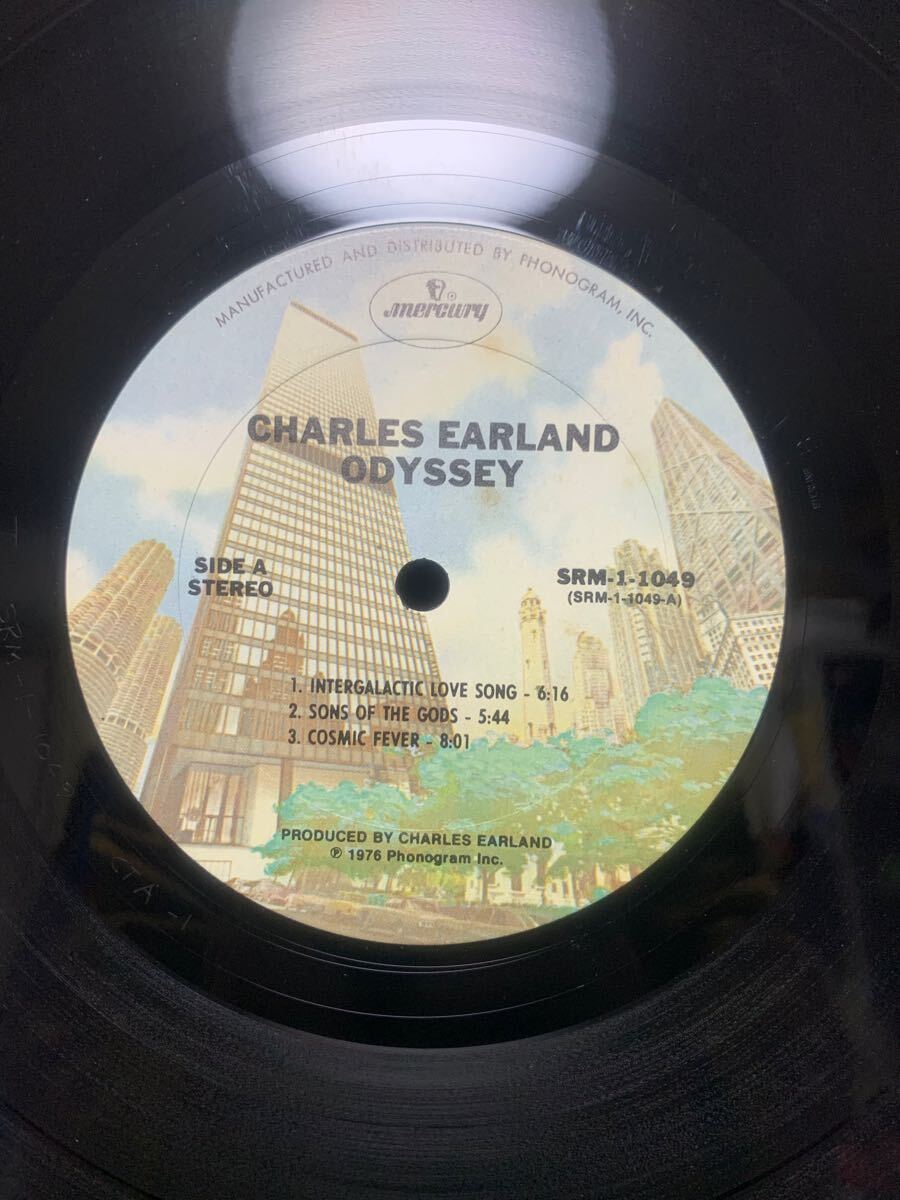 MANUFACTURED AND DISTRIBUTED BY PHONOGRAM, INC.
mercury
CHARLES EARLAND
ODYSSEY
SIDE A
STEREO
SRM-1-1049
(SRM-1-1049-A)
1. INTERGALACTIC LOVE SONG - 6:16
2. SONS OF THE GODS - 5:44
3. COSMIC FEVER - 8:01
PRODUCED BY CHARLES EARLAND
℗ 1976 Phonogram Inc.